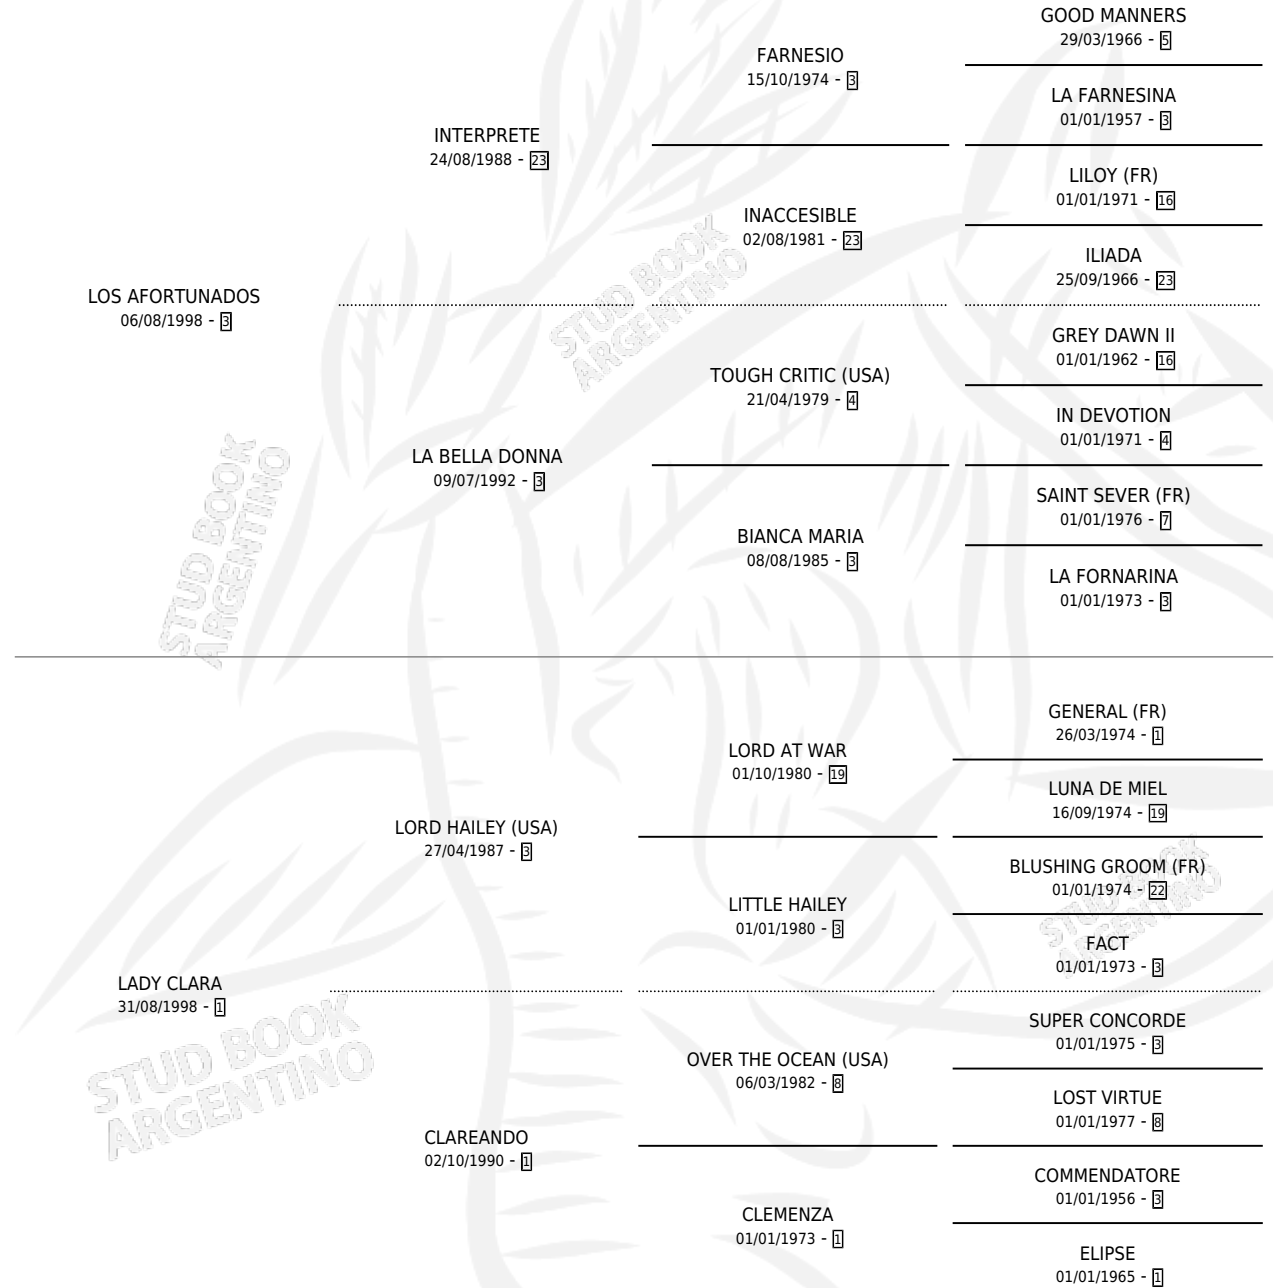 GOOD MANNERS
29/03/1966 - 5
FARNESIO
15/10/1974 - 3
LA FARNESINA
01/01/1957 - 3
INTERPRETE
24/08/1988 - 23
LILOY (FR)
01/01/1971 - 16
INACCESIBLE
02/08/1981 - 23
ILIADA
25/09/1966 - 23
LOS AFORTUNADOS
06/08/1998 - 3
GREY DAWN II
01/01/1962 - 16
TOUGH CRITIC (USA)
21/04/1979 - 4
IN DEVOTION
01/01/1971 - 4
LA BELLA DONNA
09/07/1992 - 3
SAINT SEVER (FR)
01/01/1976 - 7
BIANCA MARIA
08/08/1985 - 3
LA FORNARINA
01/01/1973 - 3
GENERAL (FR)
26/03/1974 - 1
LORD AT WAR
01/10/1980 - 19
LUNA DE MIEL
16/09/1974 - 19
LORD HAILEY (USA)
27/04/1987 - 3
BLUSHING GROOM (FR)
01/01/1974 - 22
LITTLE HAILEY
01/01/1980 - 3
FACT
01/01/1973 - 3
LADY CLARA
31/08/1998 - 1
SUPER CONCORDE
01/01/1975 - 3
OVER THE OCEAN (USA)
06/03/1982 - 8
LOST VIRTUE
01/01/1977 - 8
CLAREANDO
02/10/1990 - 1
COMMENDATORE
01/01/1956 - 3
CLEMENZA
01/01/1973 - 1
ELIPSE
01/01/1965 - 1
STUD BOOK
ARGENTINO
STUD BOOK
ARGENTINO
STUD BOOK
ARGENTINO
STUD BOOK
ARGENTINO